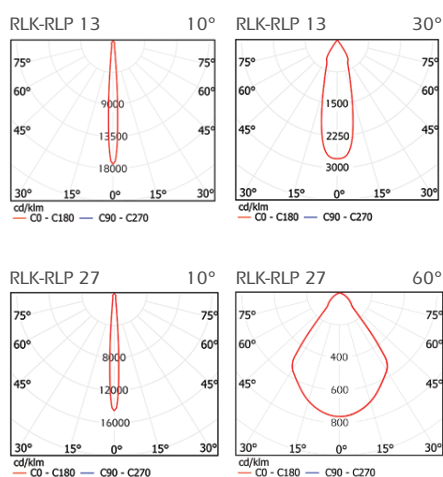 RLK-RLP 13 10°
75° 75°
60° 60°
9000
45° 13500 45°
18000
30° 15° 0° 15° 30°
cd/klm
C0 - C180 C90 - C270
RLK-RLP 13 30°
75° 75°
60° 60°
1500
45° 2250 45°
3000
30° 15° 0° 15° 30°
cd/klm
C0 - C180 C90 - C270
RLK-RLP 27 10°
75° 75°
60° 60°
8000
45° 12000 45°
16000
30° 15° 0° 15° 30°
cd/klm
C0 - C180 C90 - C270
RLK-RLP 27 60°
75° 75°
60° 60°
400
45° 600 45°
800
30° 15° 0° 15° 30°
cd/klm
C0 - C180 C90 - C270